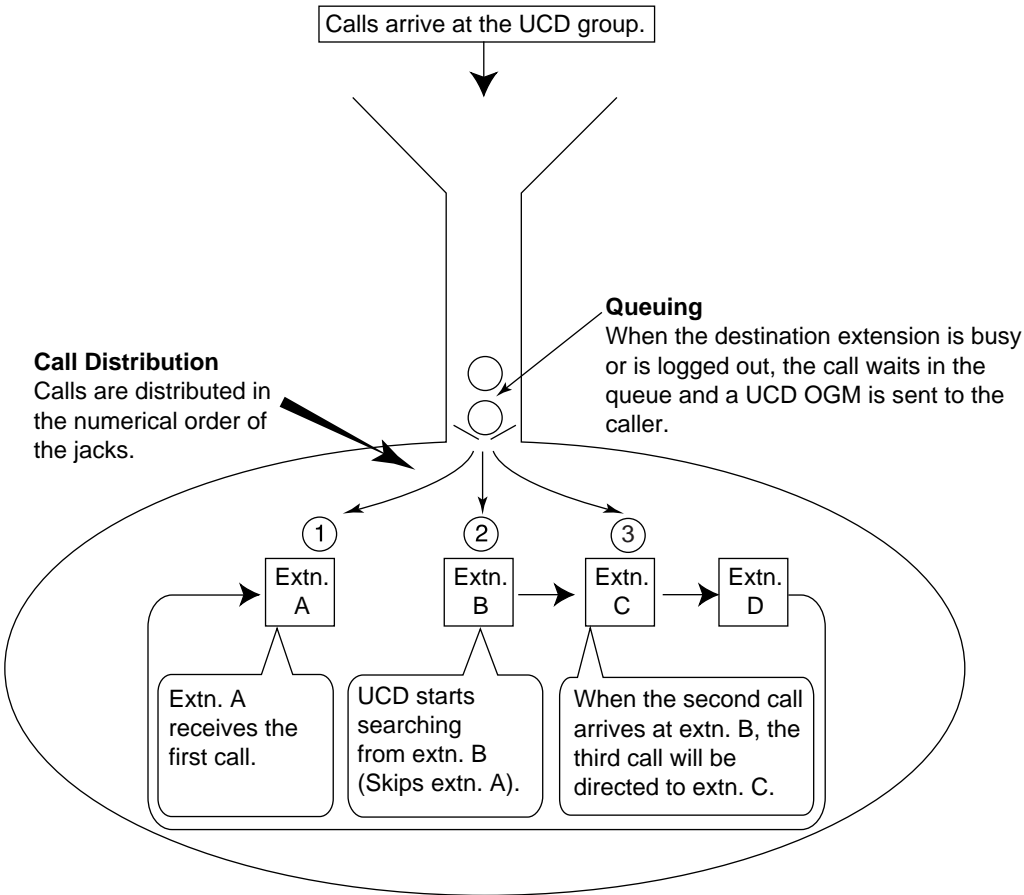 Calls arrive at the UCD group.
Queuing
When the destination extension is busy
or is logged out, the call waits in the
queue and a UCD OGM is sent to the
caller.
Call Distribution
Calls are distributed in
the numerical order of
the jacks.
1
2
3
Extn.
A
Extn.
B
Extn.
C
Extn.
D
Extn. A
receives the
first call.
UCD starts
searching
from extn. B
(Skips extn. A).
When the second call
arrives at extn. B, the
third call will be
directed to extn. C.